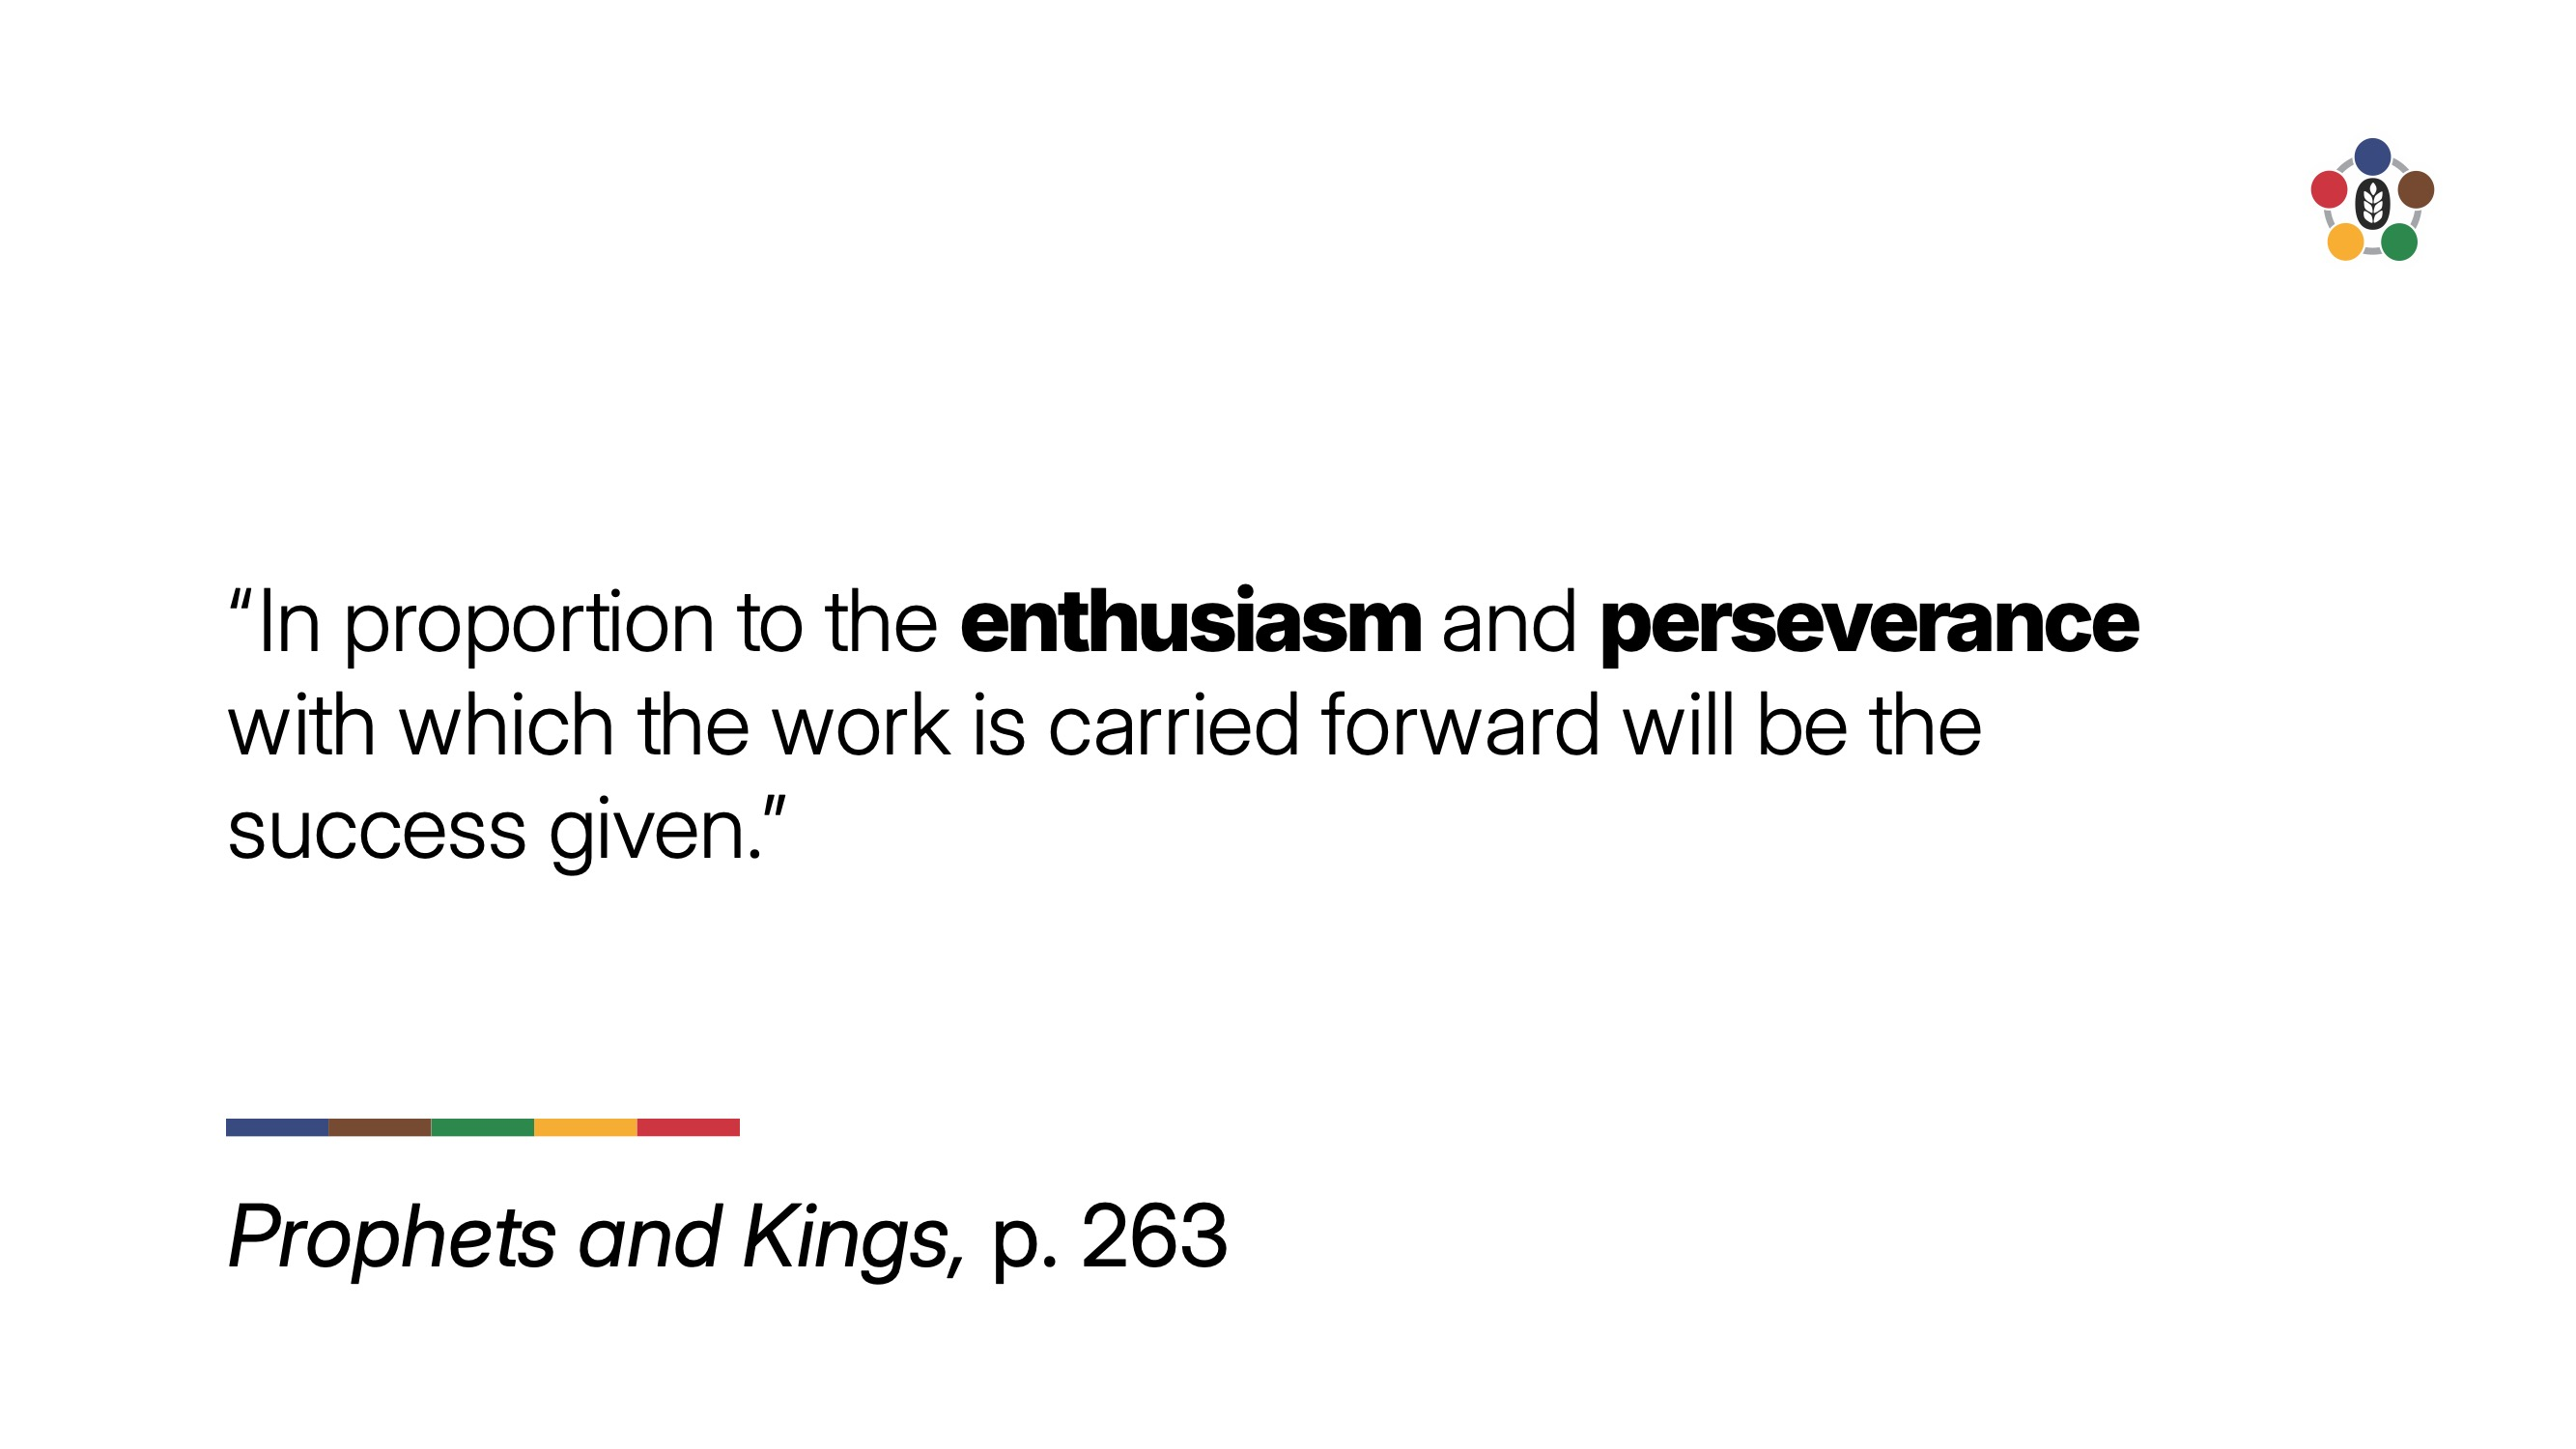 “In proportion to the enthusiasm and perseverance
with which the work is carried forward will be the
success given.”
Prophets and Kings, p. 263